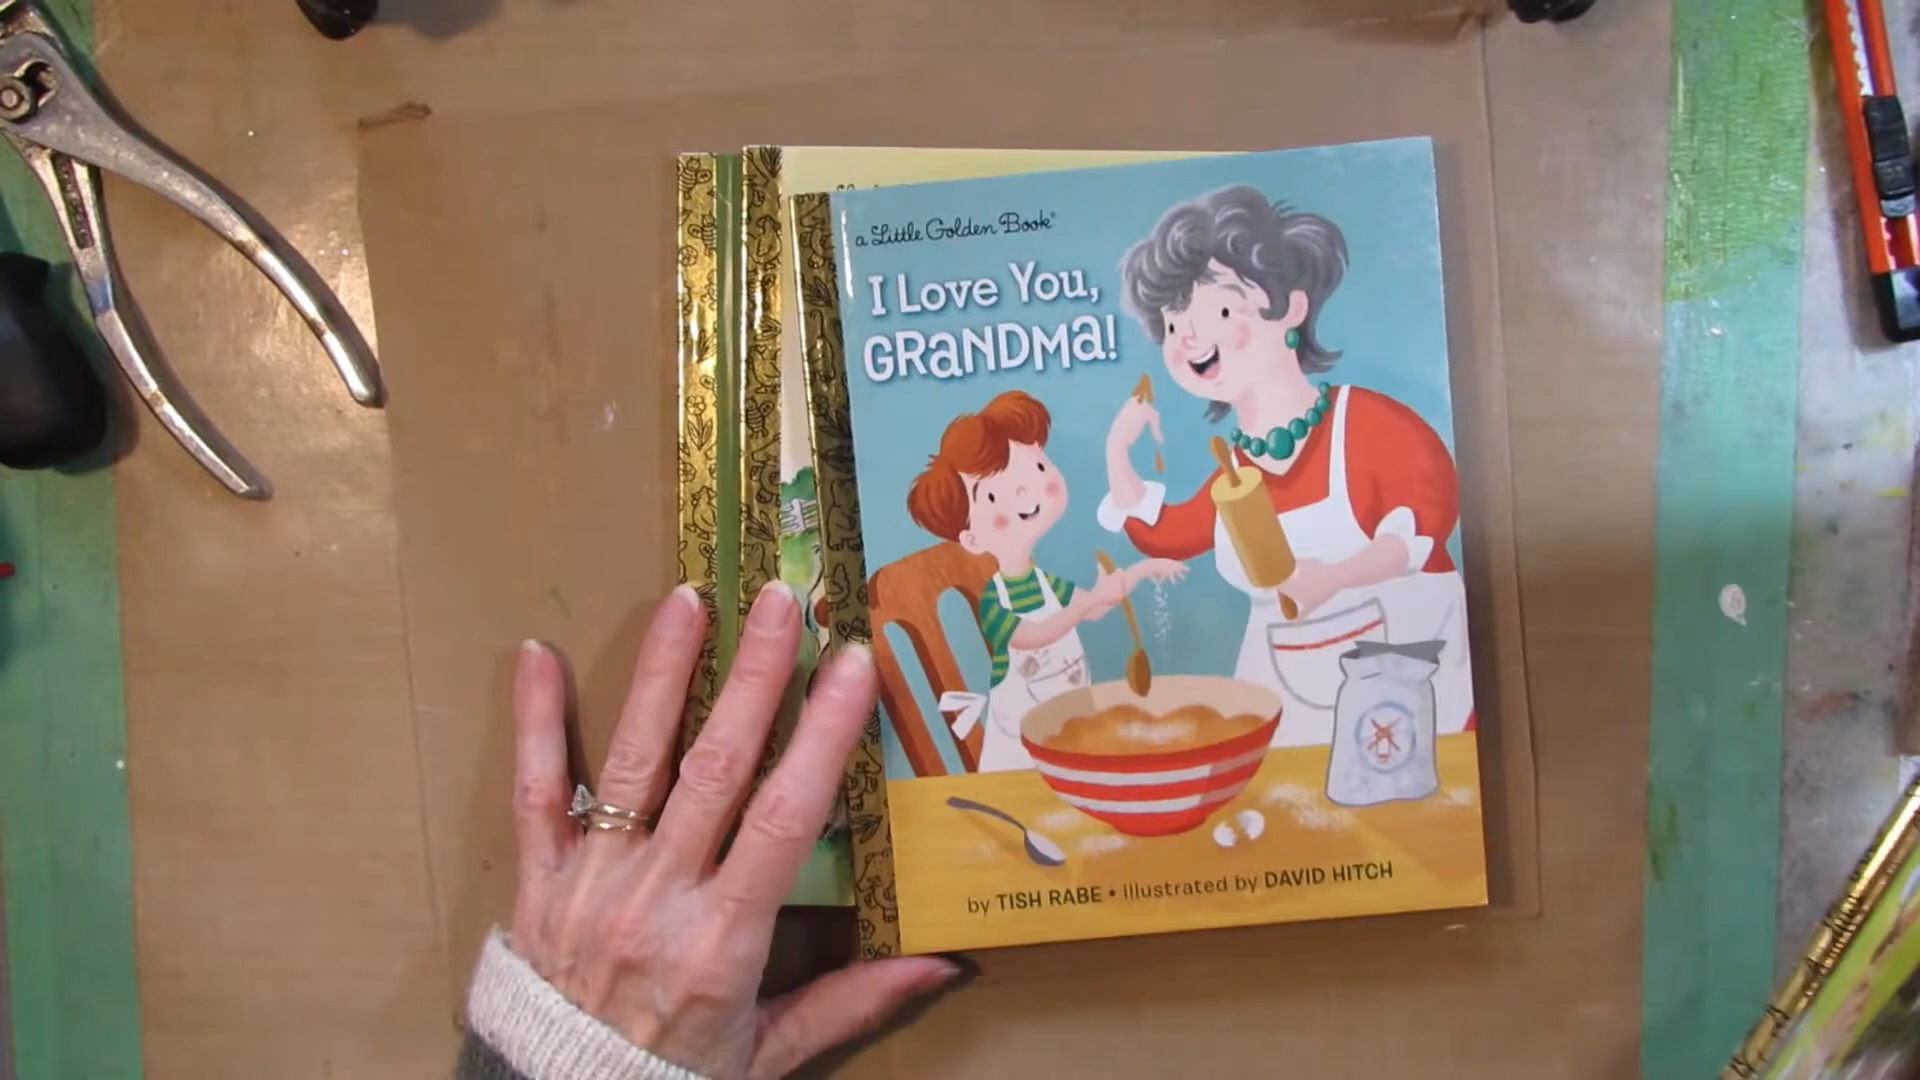 a Little Golden Book®
I Love You,
GRANDMA!
by TISH RABE • illustrated by DAVID HITCH